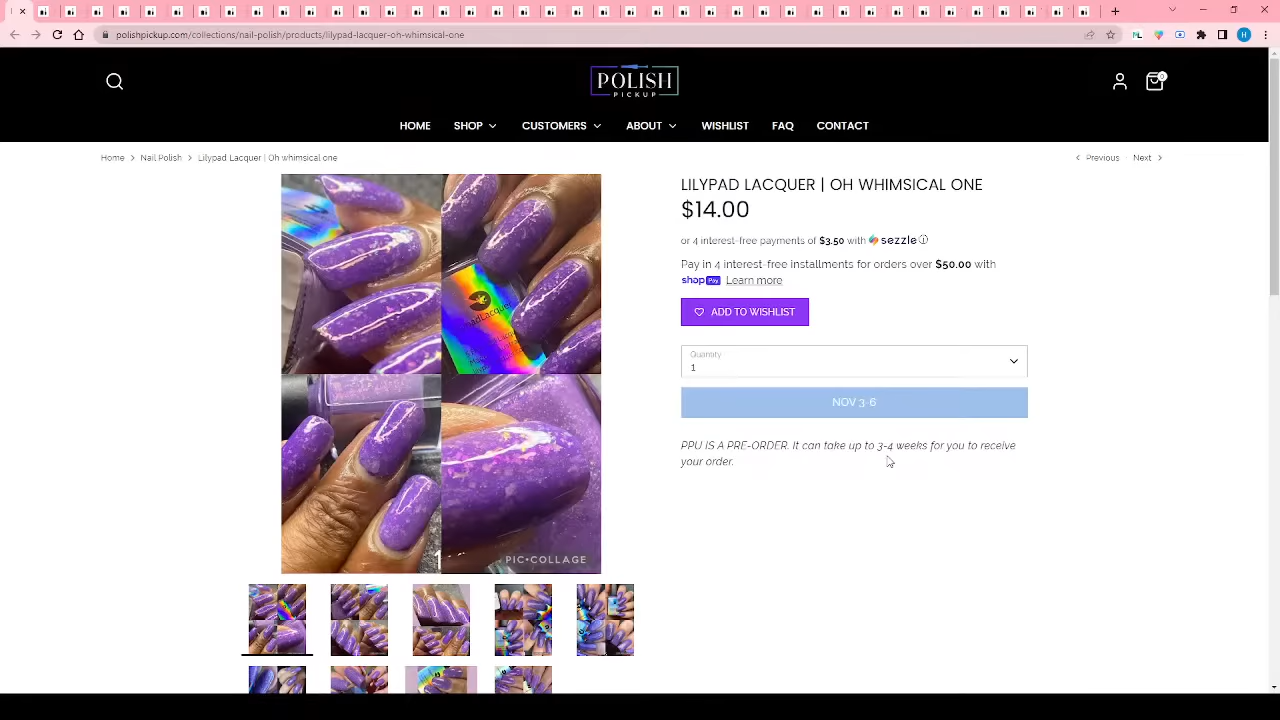 polishpickup.com/collections/nail-polish/products/lilypad-lacquer-oh-whimsical-one
H
POLISH
PICKUP
0
HOME SHOP CUSTOMERS ABOUT WISHLIST FAQ CONTACT
Home > Nail Polish > Lilypad Lacquer | Oh whimsical one
< Previous Next >
LILYPAD LACQUER | OH WHIMSICAL ONE
$14.00
or 4 interest-free payments of $3.50 with sezzle
Pay in 4 interest-free installments for orders over $50.00 with
shop Pay Learn more
ADD TO WISHLIST
Quantity
1
NOV 3-6
PPU IS A PRE-ORDER. It can take up to 3-4 weeks for you to receive
your order.
PIC•COLLAGE